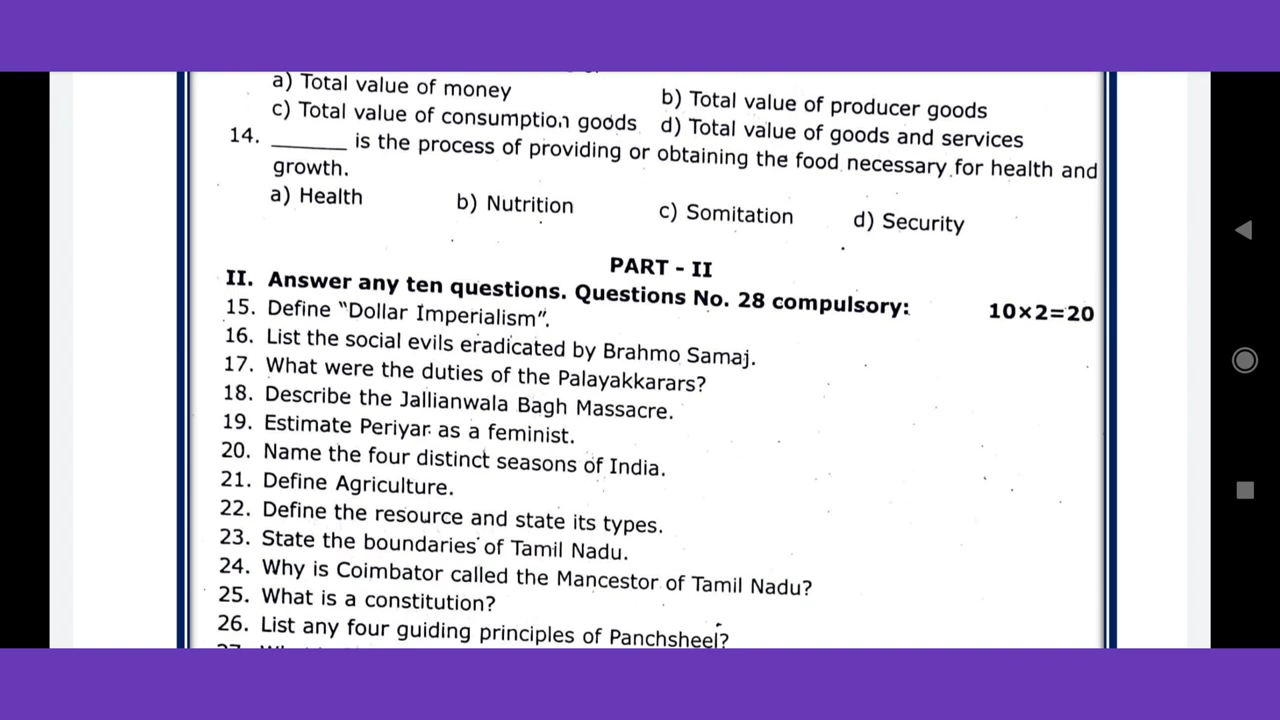 a) Total value of money b) Total value of producer goods
c) Total value of consumption goods d) Total value of goods and services
14. ______ is the process of providing or obtaining the food necessary for health and
growth.
a) Health b) Nutrition c) Somitation d) Security
PART - II
II. Answer any ten questions. Questions No. 28 compulsory: 10×2=20
15. Define “Dollar Imperialism”.
16. List the social evils eradicated by Brahmo Samaj.
17. What were the duties of the Palayakkarars?
18. Describe the Jallianwala Bagh Massacre.
19. Estimate Periyar as a feminist.
20. Name the four distinct seasons of India.
21. Define Agriculture.
22. Define the resource and state its types.
23. State the boundaries of Tamil Nadu.
24. Why is Coimbator called the Mancestor of Tamil Nadu?
25. What is a constitution?
26. List any four guiding principles of Panchsheel?